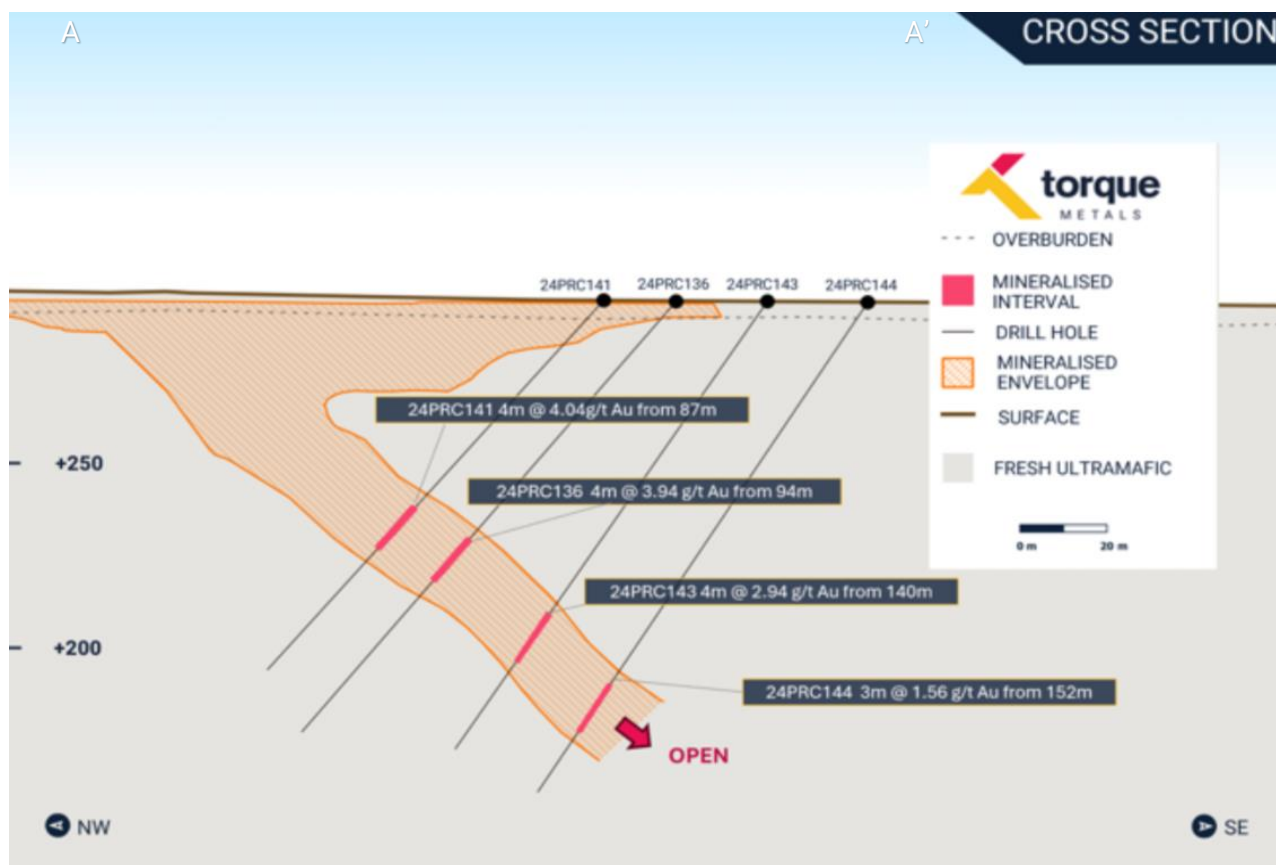 A
A’
CROSS SECTION
torque
METALS
OVERBURDEN
MINERALISED
INTERVAL
DRILL HOLE
MINERALISED
ENVELOPE
SURFACE
FRESH ULTRAMAFIC
0 m 20 m
24PRC141 24PRC136 24PRC143 24PRC144
24PRC141 4m @ 4.04g/t Au from 87m
+250
24PRC136 4m @ 3.94 g/t Au from 94m
24PRC143 4m @ 2.94 g/t Au from 140m
+200
24PRC144 3m @ 1.56 g/t Au from 152m
OPEN
NW
SE